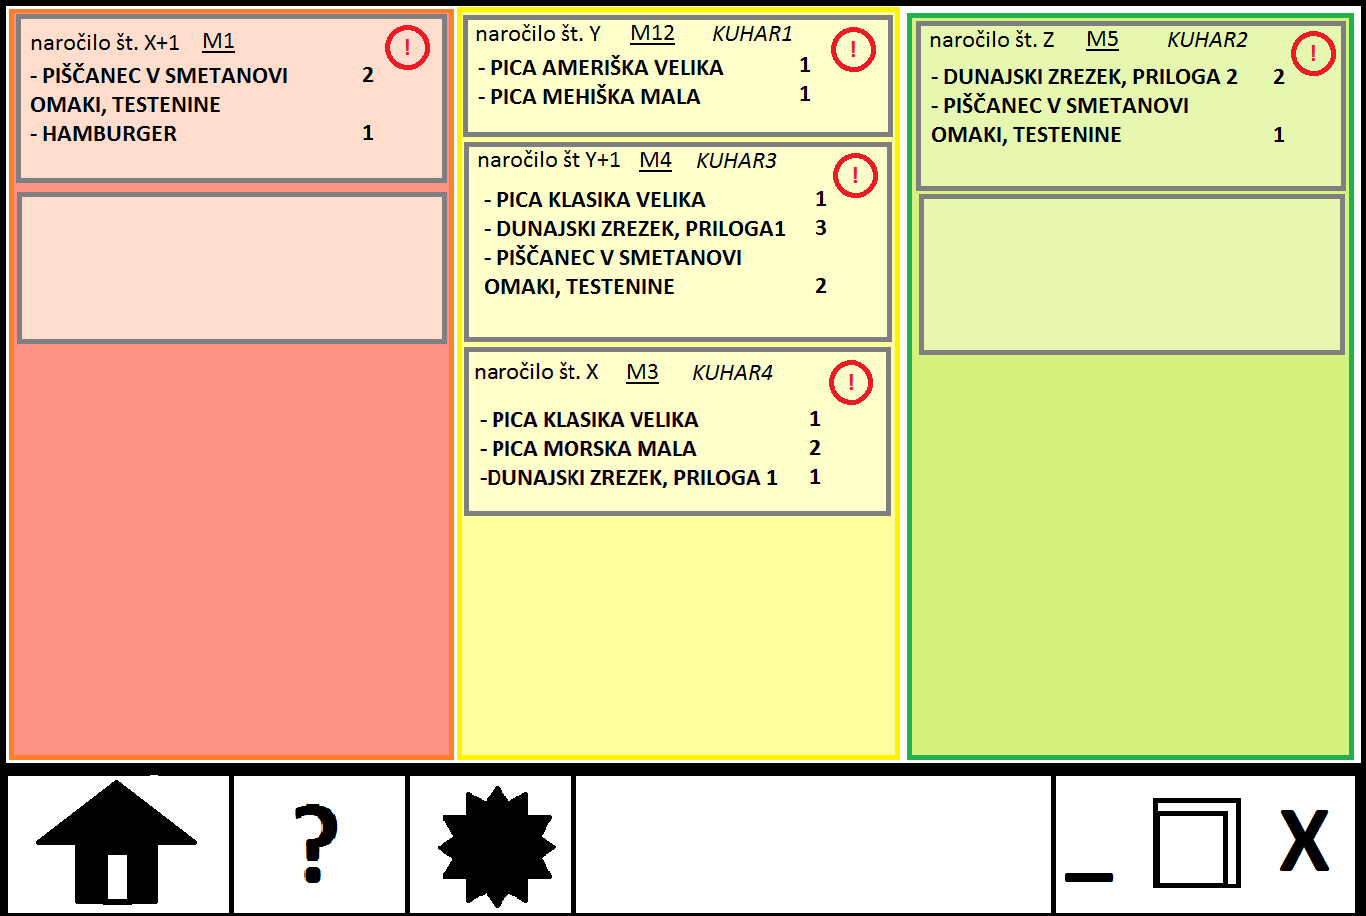 naročilo št. X+1 M1 !
- PIŠČANEC V SMETANOVI 2
OMAKI, TESTENINE
- HAMBURGER 1
naročilo št. Y M12 KUHAR1 !
- PICA AMERIŠKA VELIKA 1
- PICA MEHIŠKA MALA 1
naročilo št Y+1 M4 KUHAR3 !
- PICA KLASIKA VELIKA 1
- DUNAJSKI ZREZEK, PRILOGA1 3
- PIŠČANEC V SMETANOVI
OMAKI, TESTENINE 2
naročilo št. X M3 KUHAR4 !
- PICA KLASIKA VELIKA 1
- PICA MORSKA MALA 2
-DUNAJSKI ZREZEK, PRILOGA 1 1
naročilo št. Z M5 KUHAR2 !
- DUNAJSKI ZREZEK, PRILOGA 2 2
- PIŠČANEC V SMETANOVI
OMAKI, TESTENINE 1
? _ X